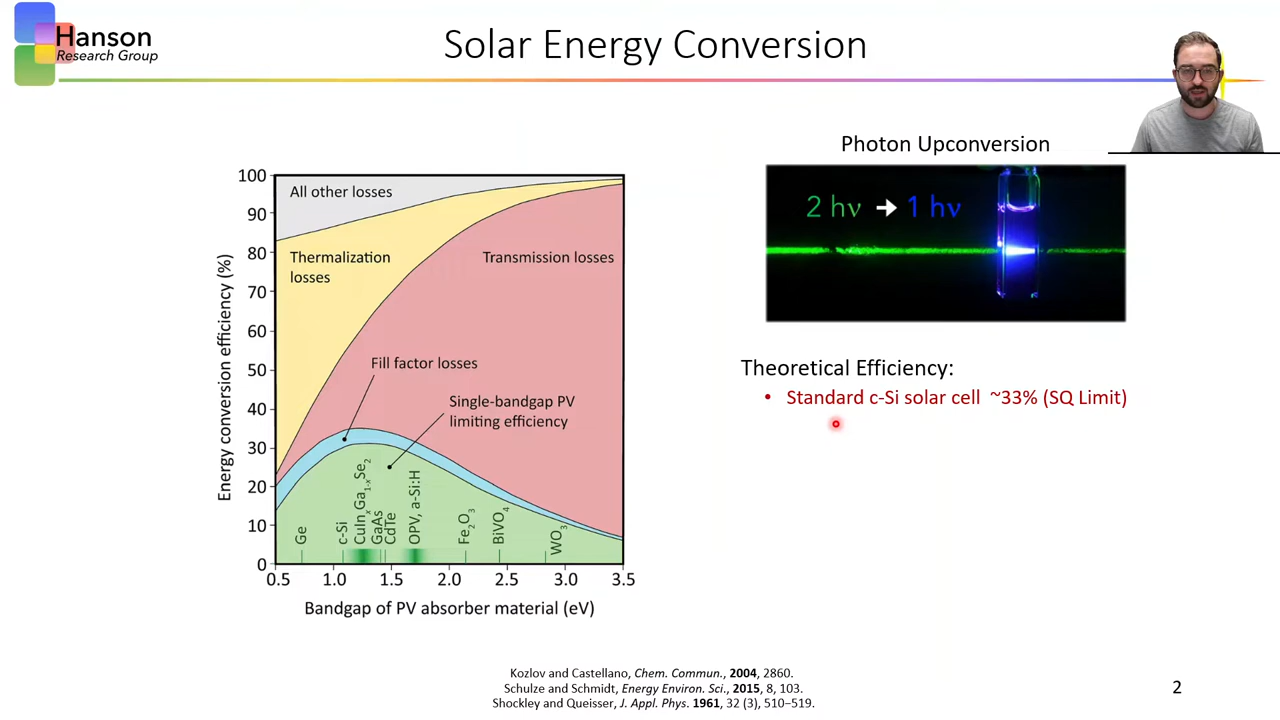 Hanson
Research Group
Solar Energy Conversion
100
90
80
70
60
50
40
30
20
10
0
Energy conversion efficiency (%)
All other losses
Thermalization
losses
Transmission losses
Fill factor losses
Single-bandgap PV
limiting efficiency
Ge
c-Si
CuInₓGa₁₋ₓSe₂
GaAs
CdTe
OPV, a-Si:H
Fe₂O₃
BiVO₄
WO₃
0.5 1.0 1.5 2.0 2.5 3.0 3.5
Bandgap of PV absorber material (eV)
Photon Upconversion
2 hν → 1 hν
Theoretical Efficiency:
• Standard c-Si solar cell ~33% (SQ Limit)
Kozlov and Castellano, Chem. Commun., 2004, 2860.
Schulze and Schmidt, Energy Environ. Sci., 2015, 8, 103.
Shockley and Queisser, J. Appl. Phys. 1961, 32 (3), 510–519.
2